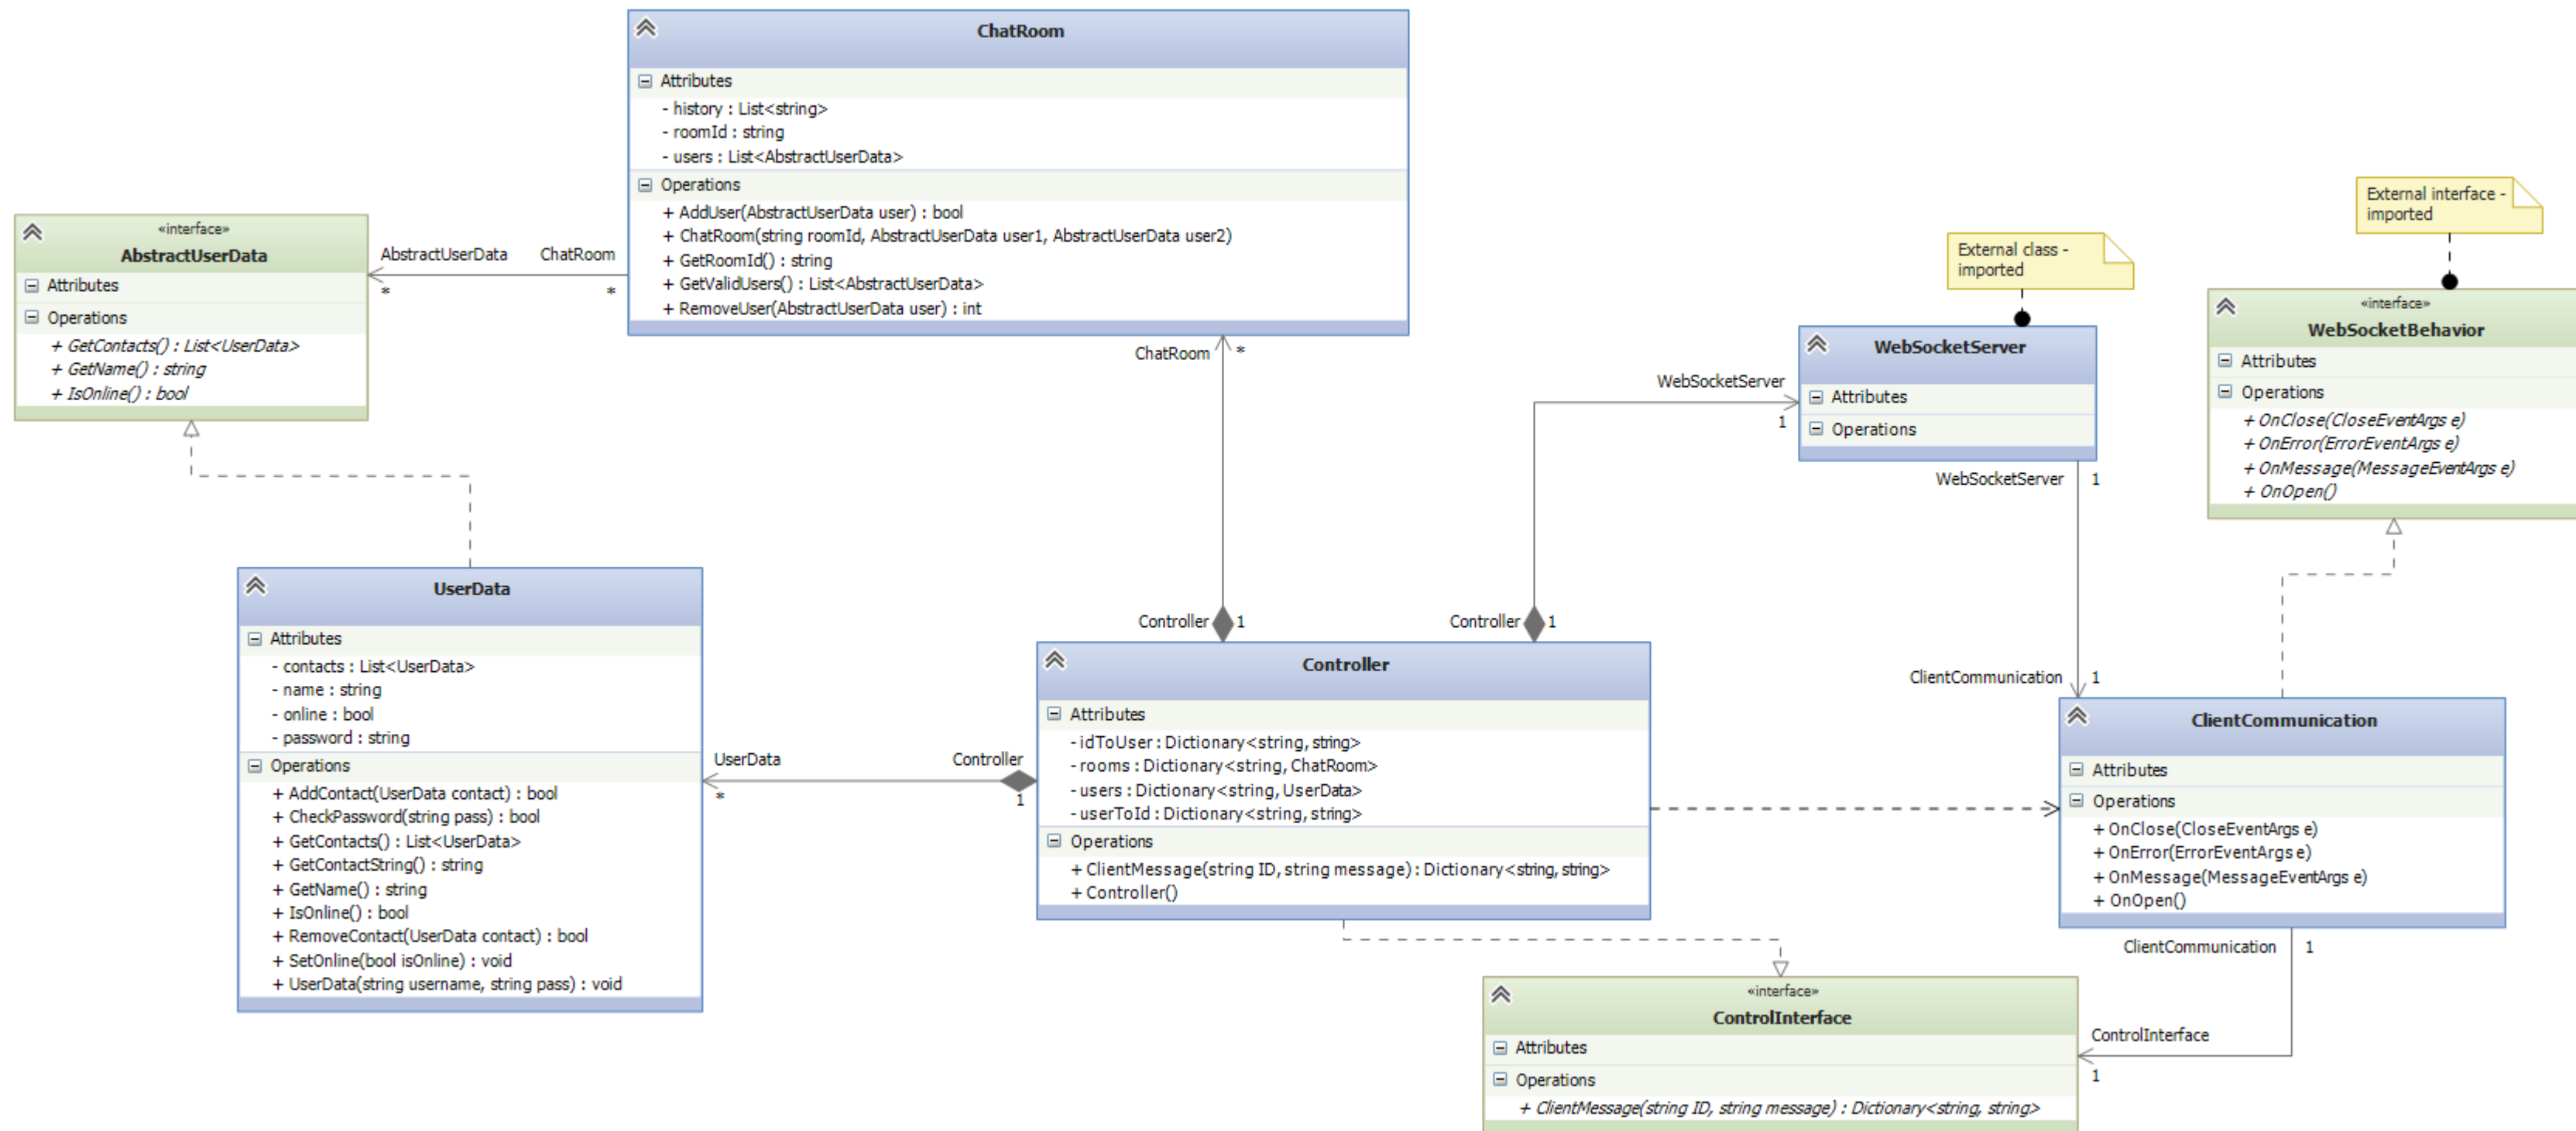 ChatRoom
Attributes
- history : List<string>
- roomId : string
- users : List<AbstractUserData>
Operations
+ AddUser(AbstractUserData user) : bool
+ ChatRoom(string roomId, AbstractUserData user1, AbstractUserData user2)
+ GetRoomId() : string
+ GetValidUsers() : List<AbstractUserData>
+ RemoveUser(AbstractUserData user) : int
«interface»
AbstractUserData
Attributes
Operations
+ GetContacts() : List<UserData>
+ GetName() : string
+ IsOnline() : bool
AbstractUserData
ChatRoom
*
*
External class -
imported
External interface -
imported
WebSocketServer
Attributes
Operations
«interface»
WebSocketBehavior
Attributes
Operations
+ OnClose(CloseEventArgs e)
+ OnError(ErrorEventArgs e)
+ OnMessage(MessageEventArgs e)
+ OnOpen()
ChatRoom
*
WebSocketServer
1
WebSocketServer
1
UserData
Attributes
- contacts : List<UserData>
- name : string
- online : bool
- password : string
Operations
+ AddContact(UserData contact) : bool
+ CheckPassword(string pass) : bool
+ GetContacts() : List<UserData>
+ GetContactString() : string
+ GetName() : string
+ IsOnline() : bool
+ RemoveContact(UserData contact) : bool
+ SetOnline(bool isOnline) : void
+ UserData(string username, string pass) : void
UserData
Controller
*
1
Controller
1
Controller
1
Controller
Attributes
- idToUser : Dictionary<string, string>
- rooms : Dictionary<string, ChatRoom>
- users : Dictionary<string, UserData>
- userToId : Dictionary<string, string>
Operations
+ ClientMessage(string ID, string message) : Dictionary<string, string>
+ Controller()
ClientCommunication
1
ClientCommunication
Attributes
Operations
+ OnClose(CloseEventArgs e)
+ OnError(ErrorEventArgs e)
+ OnMessage(MessageEventArgs e)
+ OnOpen()
ClientCommunication
1
ControlInterface
1
«interface»
ControlInterface
Attributes
Operations
+ ClientMessage(string ID, string message) : Dictionary<string, string>